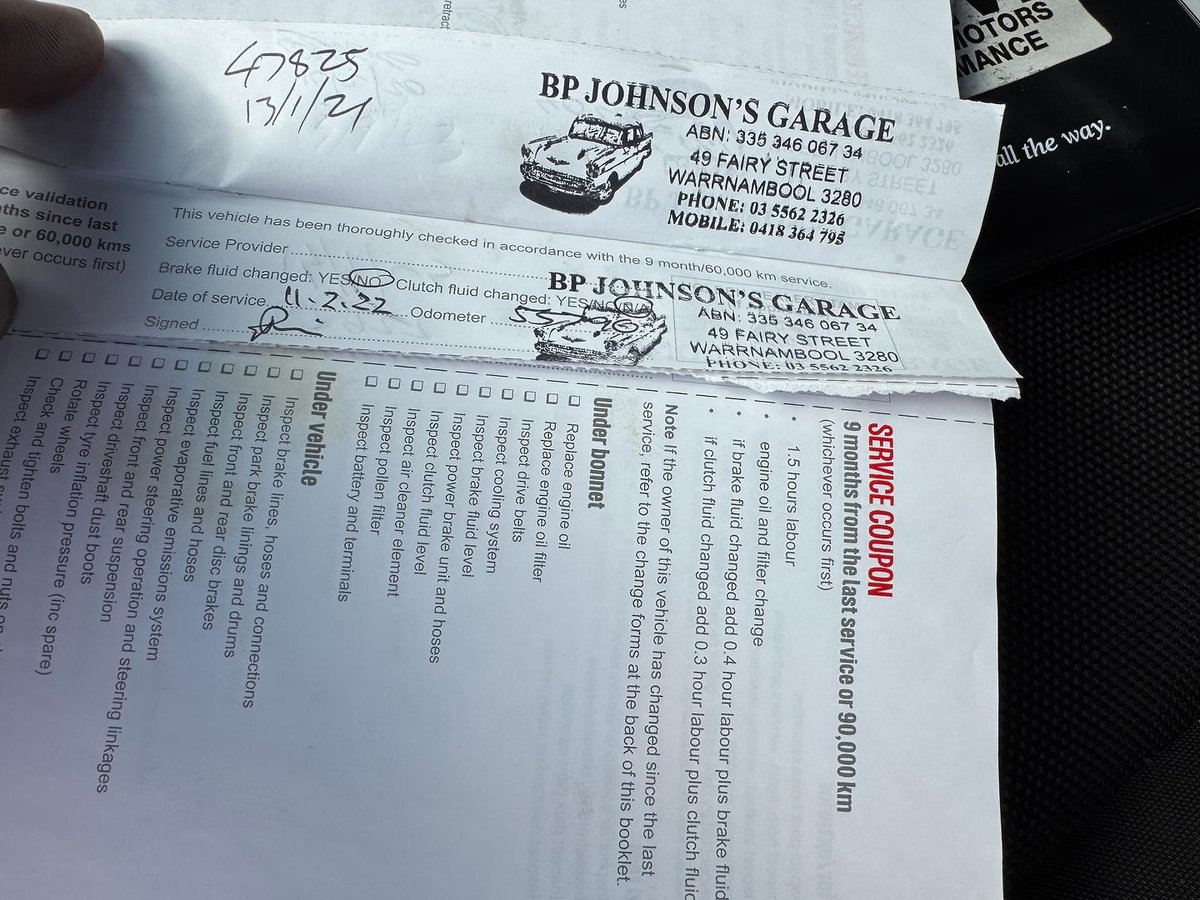 retract
es
MOTORS
MANCE
all the way.
47825
13/1/21
BP JOHNSON'S GARAGE
ABN: 335 346 067 34
49 FAIRY STREET
WARRNAMBOOL 3280
PHONE: 03 5562 2326
MOBILE: 0418 364 795
ce validation
ths since last
e or 60,000 kms
ever occurs first)
This vehicle has been thoroughly checked in accordance with the 9 month/60,000 km service.
Service Provider
Brake fluid changed: YES/NO Clutch fluid changed: YES/NO N/A
Date of service 11.2.22 Odometer
Signed
BP JOHNSON'S GARAGE
ABN: 335 346 067 34
49 FAIRY STREET
WARRNAMBOOL 3280
PHONE: 03 5562 2326
SERVICE COUPON
9 months from the last service or 90,000 km
(whichever occurs first)
• 1.5 hours labour
• engine oil and filter change
• if brake fluid changed add 0.4 hour labour plus brake fluid
• if clutch fluid changed add 0.3 hour labour plus clutch fluid
Note If the owner of this vehicle has changed since the last
service, refer to the change forms at the back of this booklet.
Under bonnet
Replace engine oil
Replace engine oil filter
Inspect drive belts
Inspect cooling system
Inspect brake fluid level
Inspect power brake unit and hoses
Inspect clutch fluid level
Inspect air cleaner element
Inspect pollen filter
Inspect battery and terminals
Under vehicle
Inspect brake lines, hoses and connections
Inspect park brake linings and drums
Inspect front and rear disc brakes
Inspect fuel lines and hoses
Inspect evaporative emissions system
Inspect power steering operation and steering linkages
Inspect front and rear suspension
Inspect driveshaft dust boots
Inspect tyre inflation pressure (inc spare)
Rotate wheels
Check and tighten bolts and nuts on
Inspect exhaust